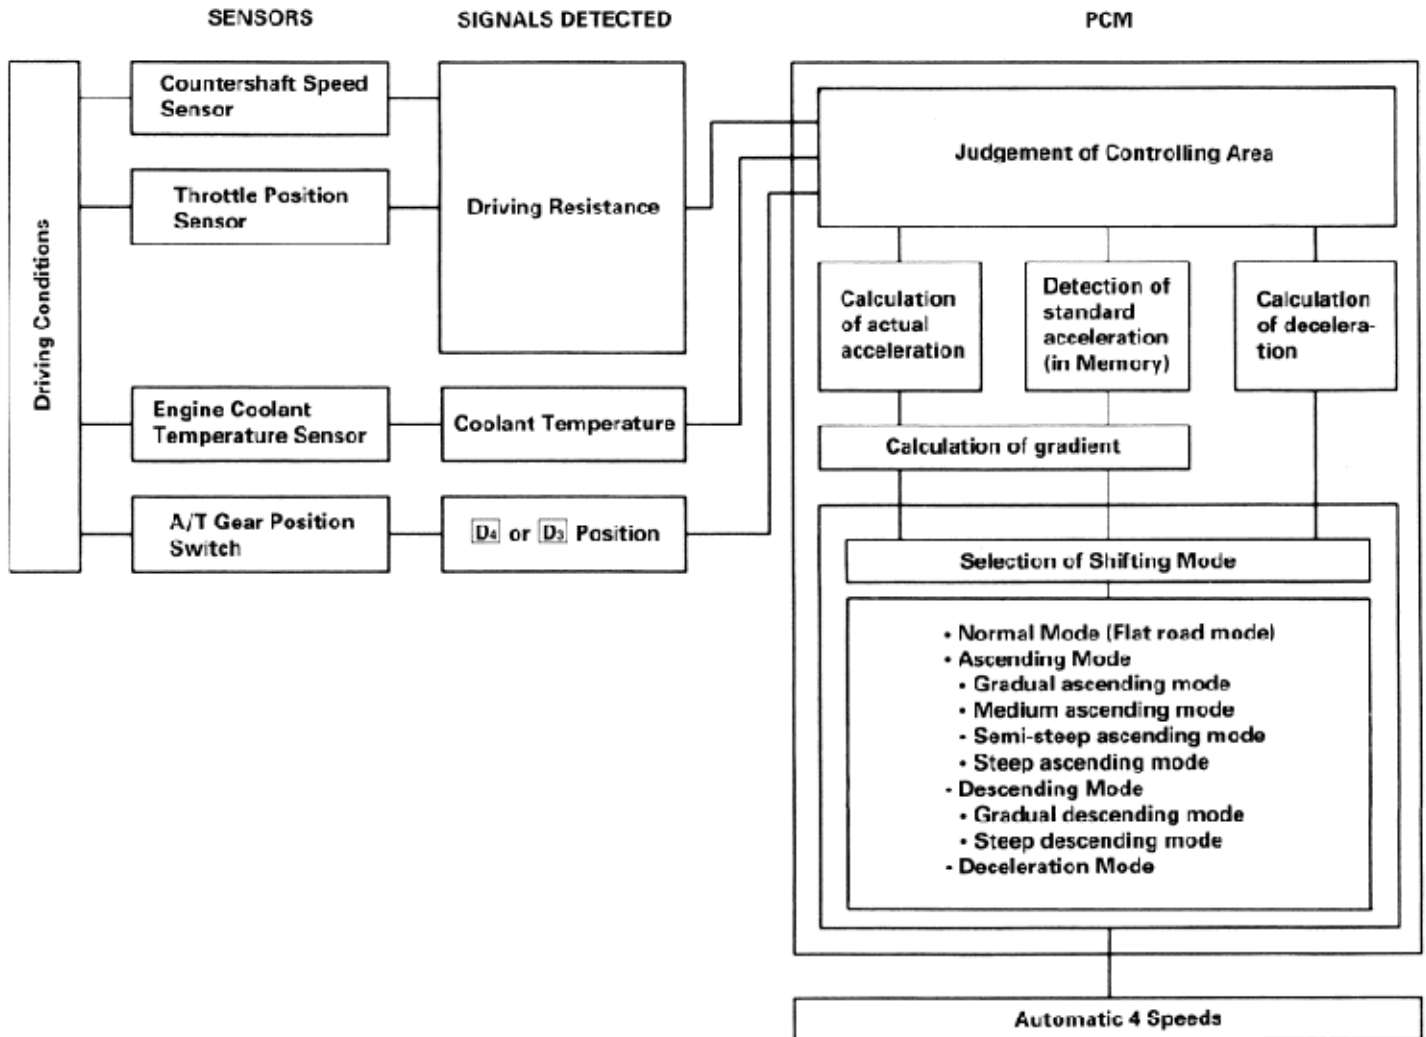 SENSORS
SIGNALS DETECTED
PCM
Driving Conditions
Countershaft Speed
Sensor
Throttle Position
Sensor
Engine Coolant
Temperature Sensor
A/T Gear Position
Switch
Driving Resistance
Coolant Temperature
D4 or D3 Position
Judgement of Controlling Area
Calculation
of actual
acceleration
Detection of
standard
acceleration
(in Memory)
Calculation
of decelera-
tion
Calculation of gradient
Selection of Shifting Mode
• Normal Mode (Flat road mode)
• Ascending Mode
• Gradual ascending mode
• Medium ascending mode
- Semi-steep ascending mode
• Steep ascending mode
- Descending Mode
• Gradual descending mode
• Steep descending mode
- Deceleration Mode
Automatic 4 Speeds